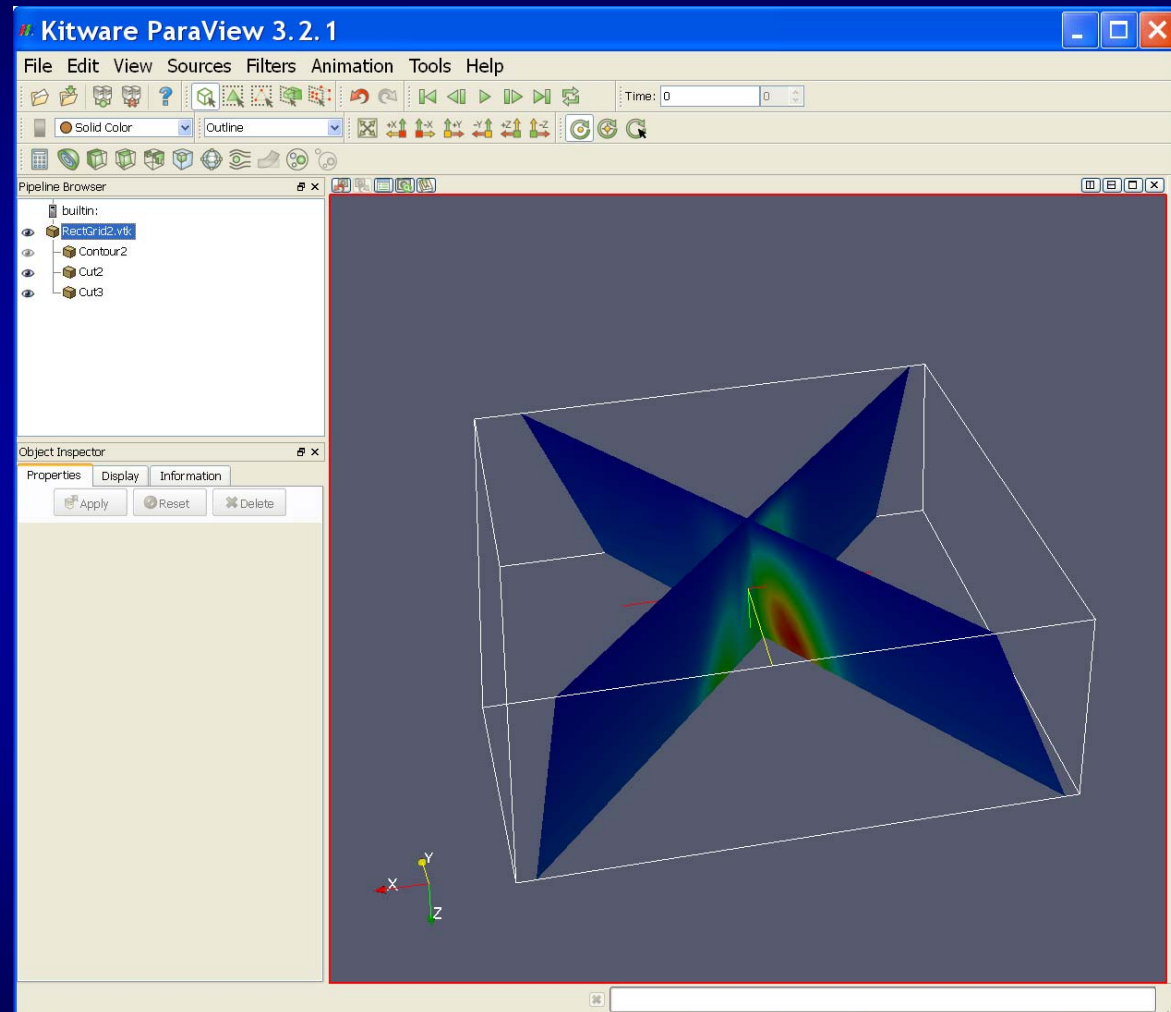 Kitware ParaView 3.2.1
File Edit View Sources Filters Animation Tools Help
Time: 0 0
Solid Color Outline +X -X +Y -Y +Z -Z
Pipeline Browser
builtin:
RectGrid2.vtk
Contour2
Cut2
Cut3
Object Inspector
Properties Display Information
Apply Reset Delete
Y
X
Z